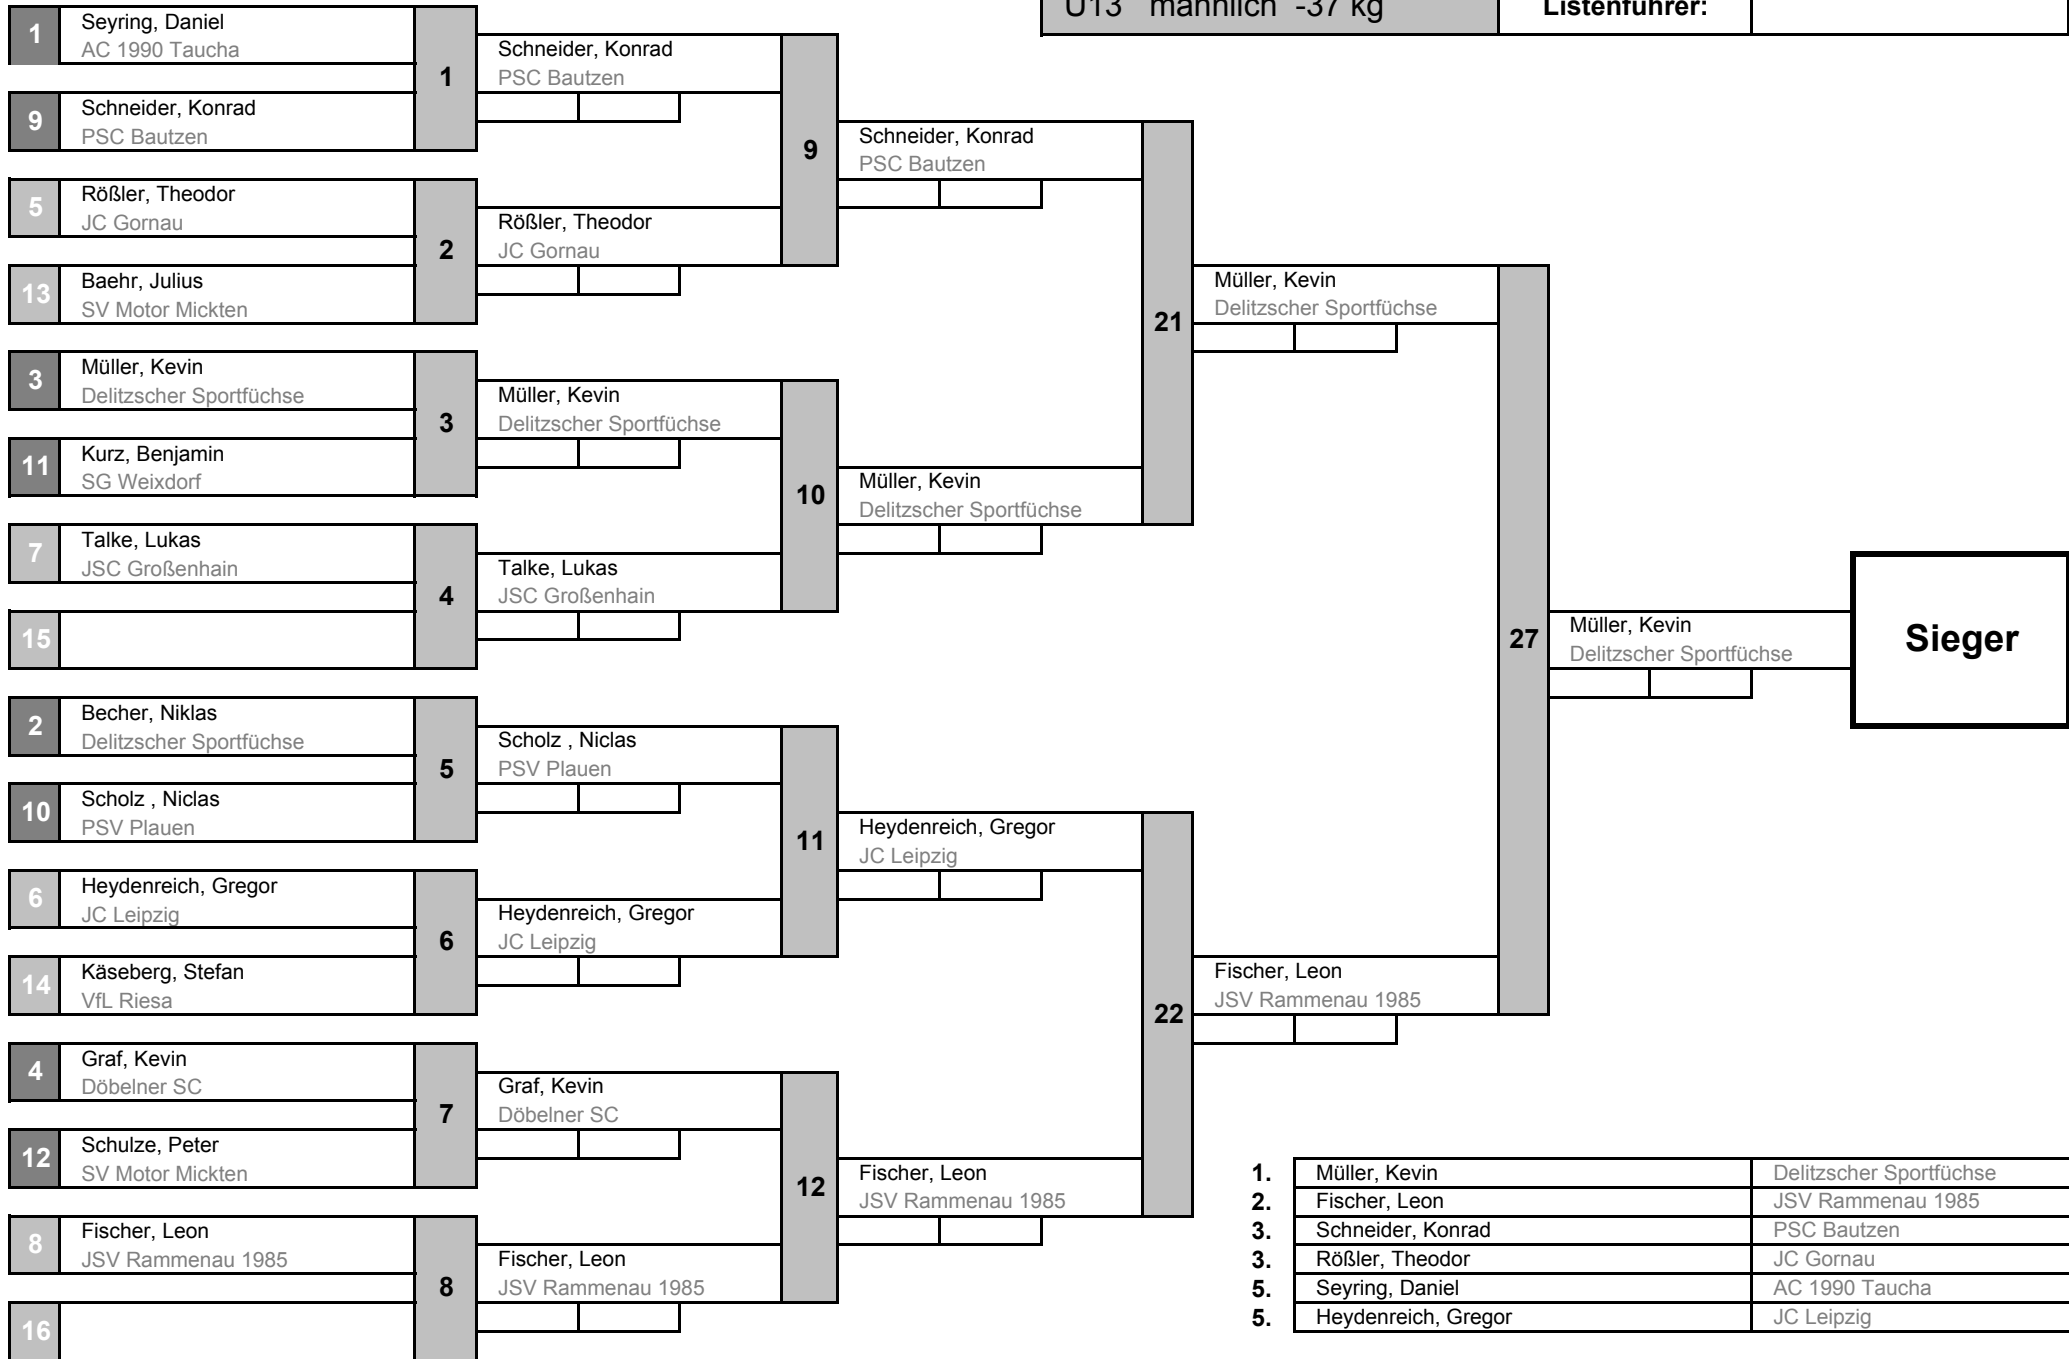 U13 männlich -37 kg Listenführer:
1 Seyring, Daniel
AC 1990 Taucha
9 Schneider, Konrad
PSC Bautzen
5 Rößler, Theodor
JC Gornau
13 Baehr, Julius
SV Motor Mickten
3 Müller, Kevin
Delitzscher Sportfüchse
11 Kurz, Benjamin
SG Weixdorf
7 Talke, Lukas
JSC Großenhain
15
2 Becher, Niklas
Delitzscher Sportfüchse
10 Scholz , Niclas
PSV Plauen
6 Heydenreich, Gregor
JC Leipzig
14 Käseberg, Stefan
VfL Riesa
4 Graf, Kevin
Döbelner SC
12 Schulze, Peter
SV Motor Mickten
8 Fischer, Leon
JSV Rammenau 1985
16
1
2
3
4
5
6
7
8
Schneider, Konrad
PSC Bautzen
Rößler, Theodor
JC Gornau
Müller, Kevin
Delitzscher Sportfüchse
Talke, Lukas
JSC Großenhain
Scholz , Niclas
PSV Plauen
Heydenreich, Gregor
JC Leipzig
Graf, Kevin
Döbelner SC
Fischer, Leon
JSV Rammenau 1985
9
10
11
12
Schneider, Konrad
PSC Bautzen
Müller, Kevin
Delitzscher Sportfüchse
Heydenreich, Gregor
JC Leipzig
Fischer, Leon
JSV Rammenau 1985
21
22
Müller, Kevin
Delitzscher Sportfüchse
Fischer, Leon
JSV Rammenau 1985
27
Müller, Kevin
Delitzscher Sportfüchse
Sieger
1. Müller, Kevin Delitzscher Sportfüchse
2. Fischer, Leon JSV Rammenau 1985
3. Schneider, Konrad PSC Bautzen
3. Rößler, Theodor JC Gornau
5. Seyring, Daniel AC 1990 Taucha
5. Heydenreich, Gregor JC Leipzig